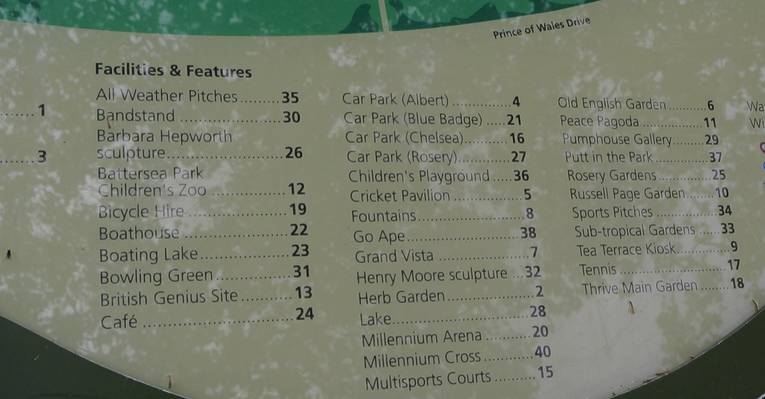 Prince of Wales Drive
1
3
Facilities & Features
All Weather Pitches.........35
Bandstand ....................30
Barbara Hepworth
sculpture.......................26
Battersea Park
Children's Zoo ...............12
Bicycle Hire ...................19
Boathouse.....................22
Boating Lake..................23
Bowling Green...............31
British Genius Site..........13
Café ..............................24
Car Park (Albert) .............4
Car Park (Blue Badge) .....21
Car Park (Chelsea)..........16
Car Park (Rosery)............27
Children's Playground .....36
Cricket Pavilion ................5
Fountains.........................8
Go Ape..........................38
Grand Vista .....................7
Henry Moore sculpture ...32
Herb Garden....................2
Lake...............................28
Millennium Arena ..........20
Millennium Cross ...........40
Multisports Courts .........15
Old English Garden.........6
Peace Pagoda................11
Pumphouse Gallery.......29
Putt in the Park.............37
Rosery Gardens.............25
Russell Page Garden......10
Sports Pitches ...............34
Sub-tropical Gardens .....33
Tea Terrace Kiosk............9
Tennis ..........................17
Thrive Main Garden .......18